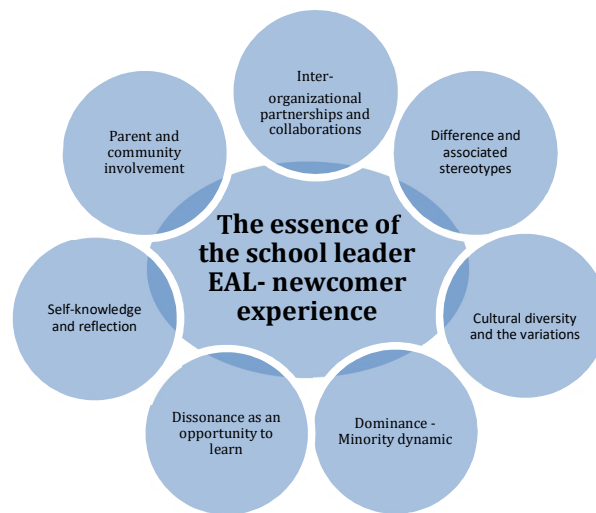 Inter-
organizational
partnerships and
collaborations
Difference and
associated
stereotypes
Cultural diversity
and the variations
Dominance -
Minority dynamic
Dissonance as an
opportunity to
learn
Self-knowledge
and reflection
Parent and
community
involvement
The essence of
the school leader
EAL- newcomer
experience